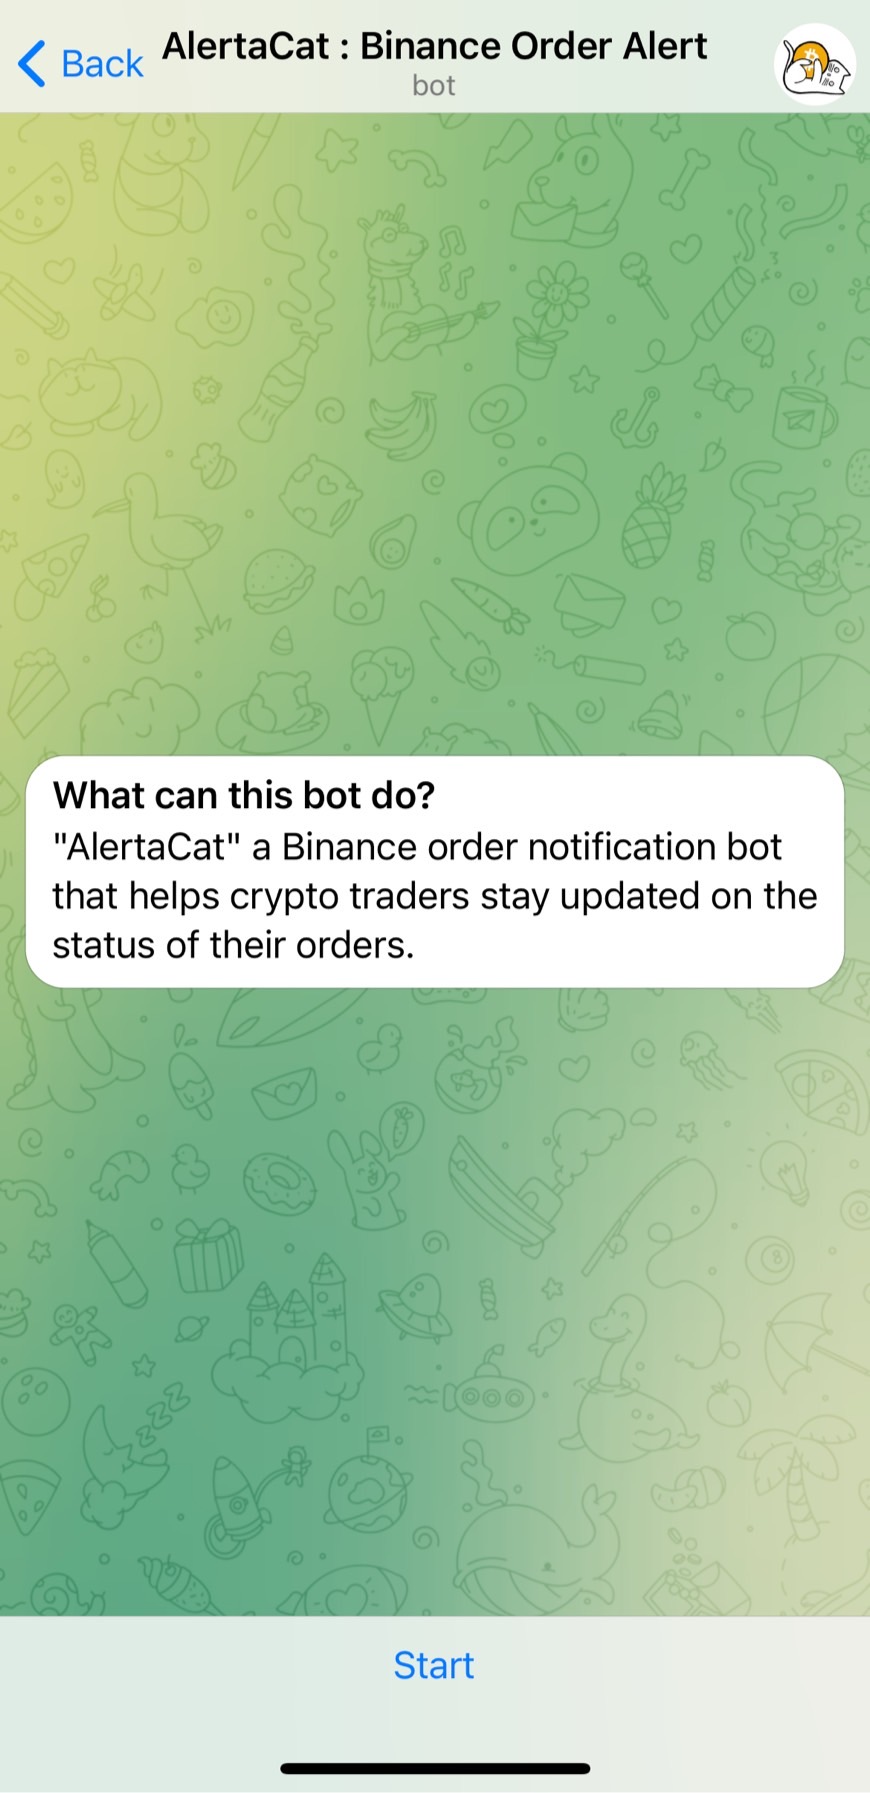 Back
AlertaCat : Binance Order Alert
bot
What can this bot do?
"AlertaCat" a Binance order notification bot
that helps crypto traders stay updated on the
status of their orders.
Start